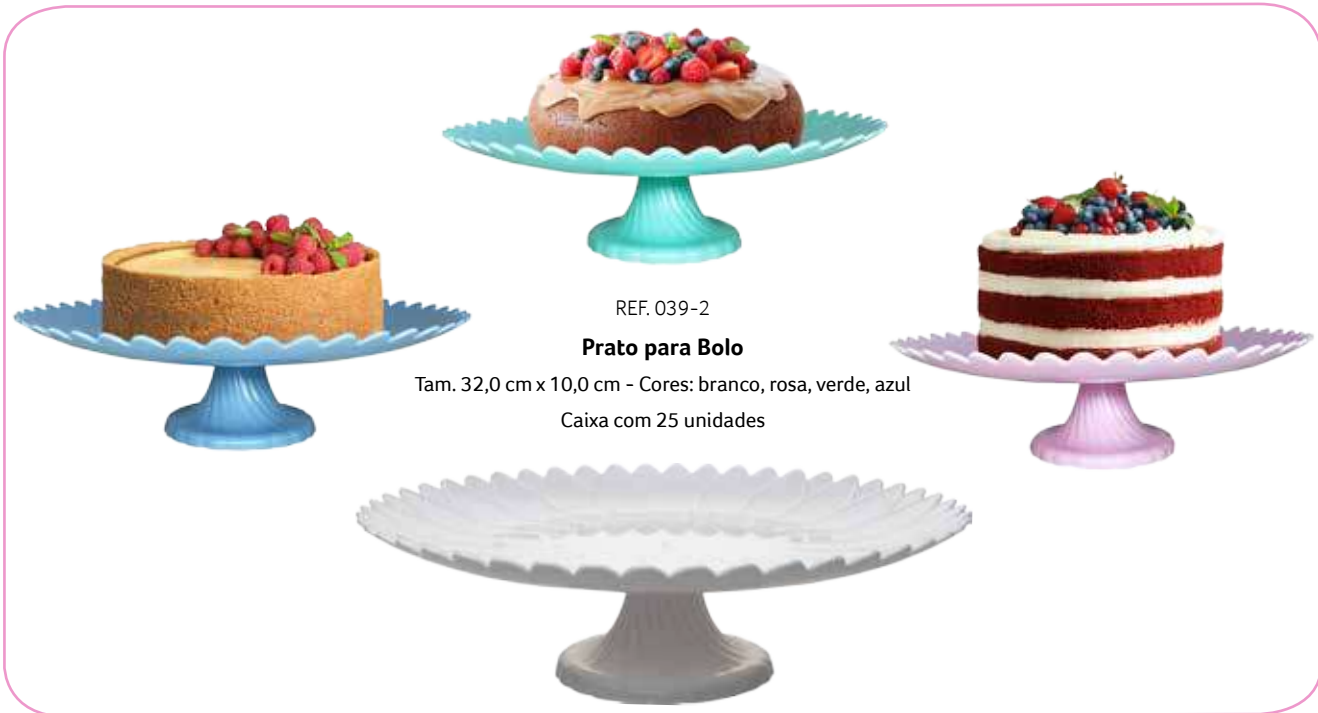 REF. 039-2
Prato para Bolo
Tam. 32,0 cm x 10,0 cm - Cores: branco, rosa, verde, azul
Caixa com 25 unidades